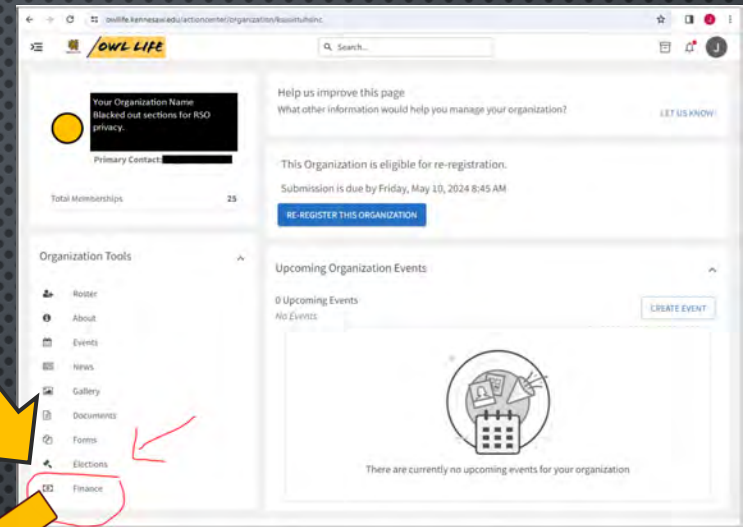 owllife.kennesaw.edu/actioncenter/organization/
OWL LIFE
Search...
J
Your Organization Name
Blacked out sections for RSO
privacy.
Primary Contact:
Total Memberships 25
Organization Tools
Roster
About
Events
News
Gallery
Documents
Forms
Elections
Finance
Help us improve this page
What other information would help you manage your organization?
LET US KNOW
This Organization is eligible for re-registration.
Submission is due by Friday, May 10, 2024 8:45 AM
RE-REGISTER THIS ORGANIZATION
Upcoming Organization Events
0 Upcoming Events
No Events
CREATE EVENT
There are currently no upcoming events for your organization